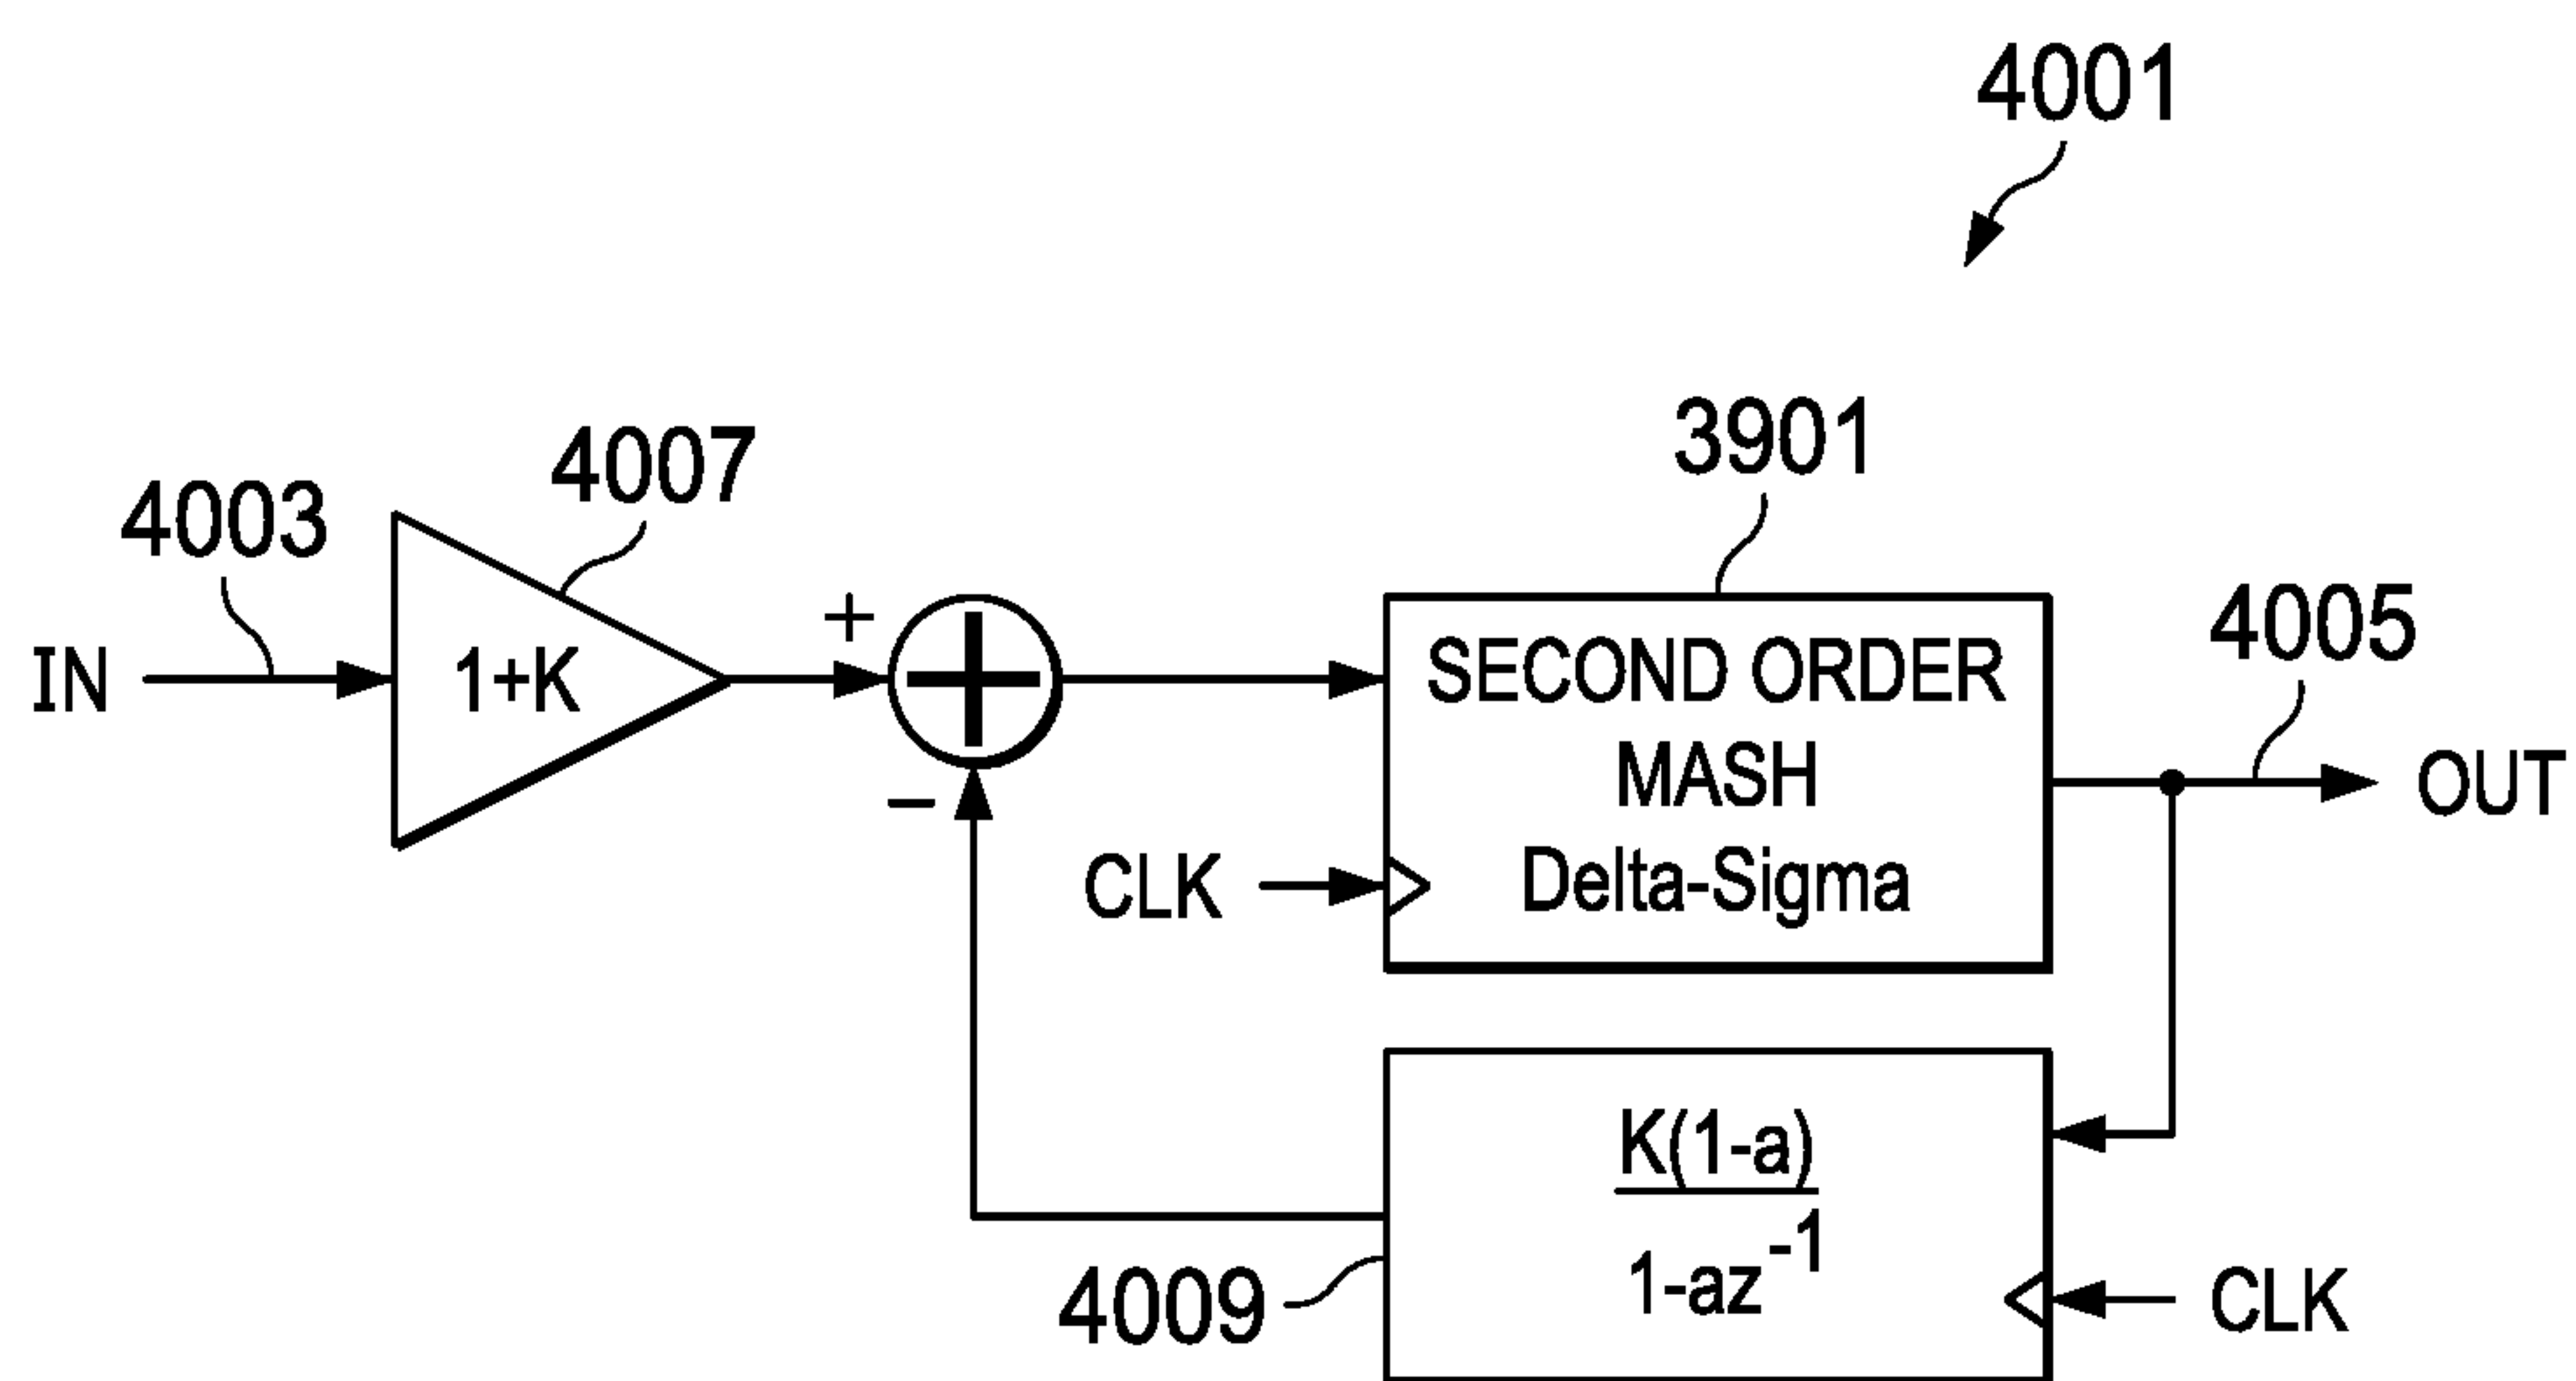 4001
4003
4007
3901
4005
IN
1+K
+
−
SECOND ORDER
MASH
Delta-Sigma
CLK
OUT
K(1-a)
1-az⁻¹
4009
CLK